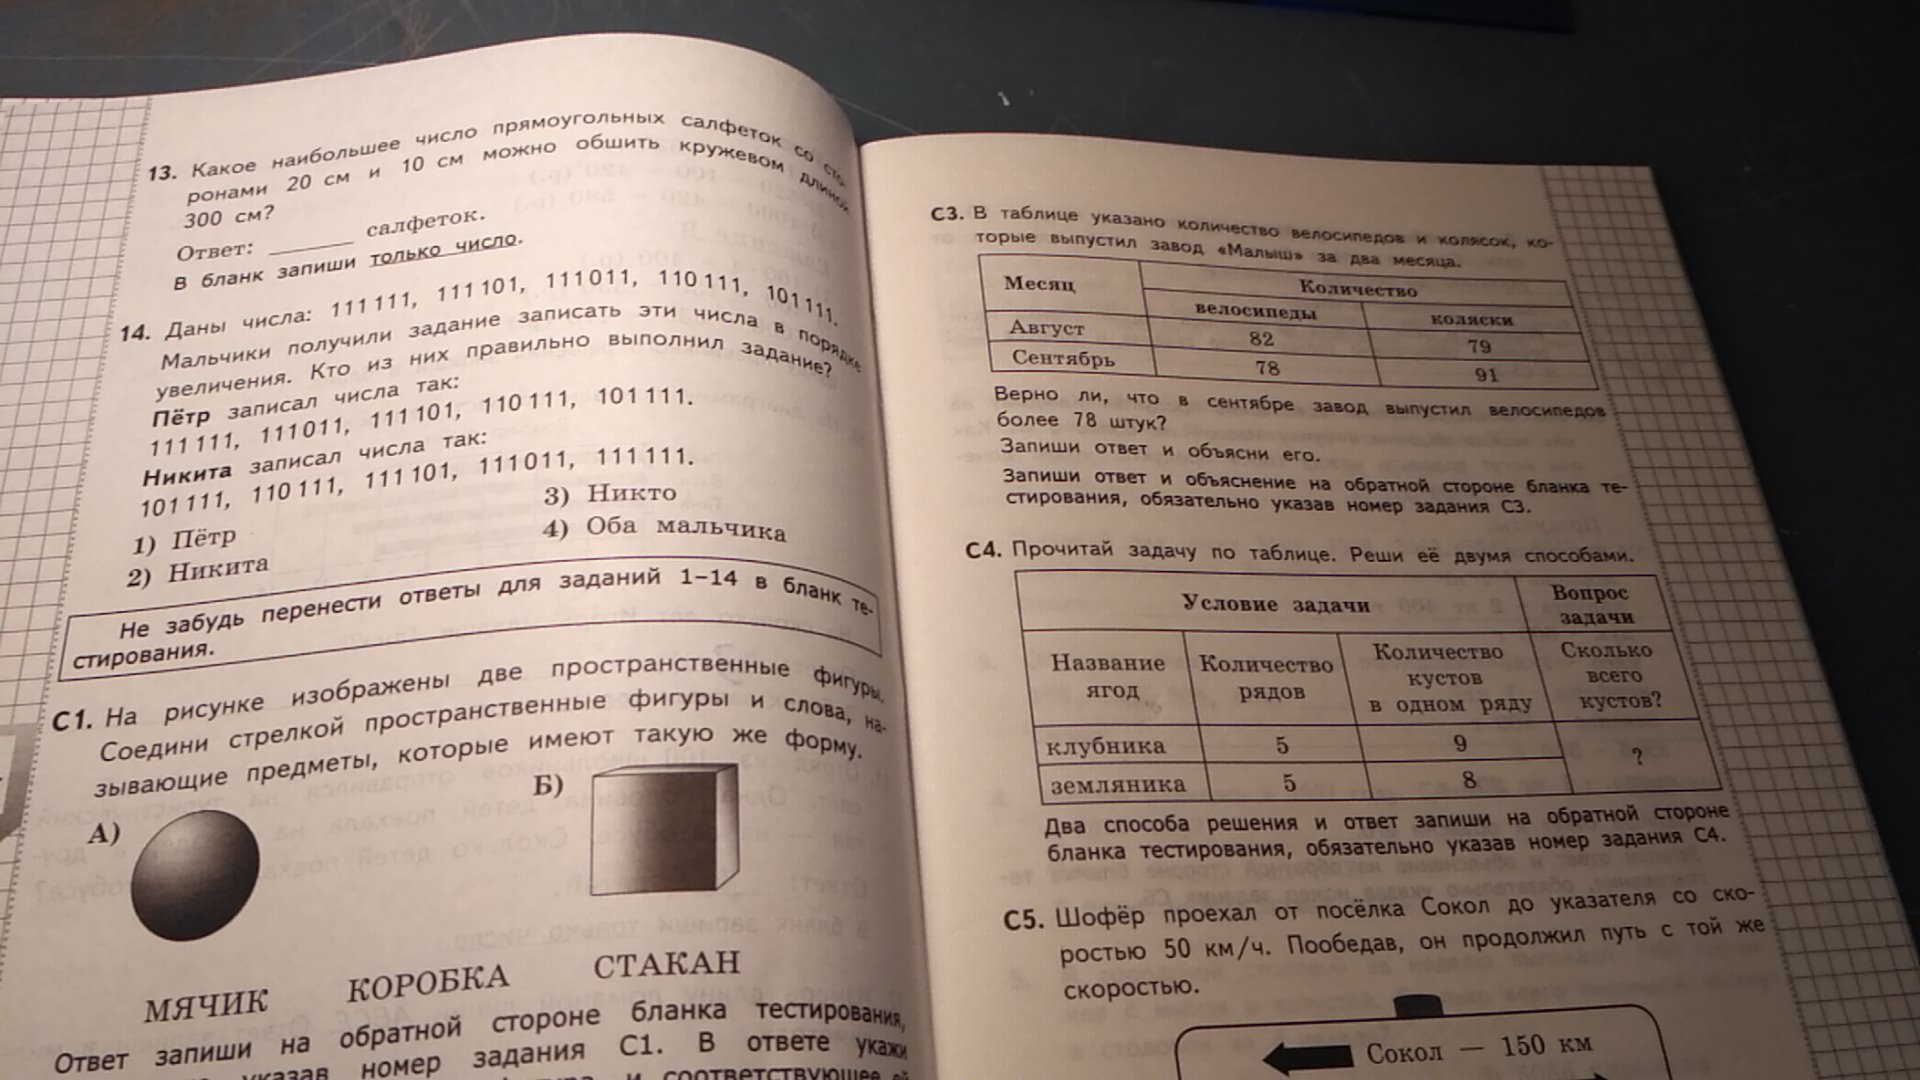 13. Какое наибольшее число прямоугольных салфеток со сто-
ронами 20 см и 10 см можно обшить кружевом длиной
300 см?
Ответ: ______ салфеток.
В бланк запиши только число.
14. Даны числа: 111 111, 111 101, 111 011, 110 111, 101 111.
Мальчики получили задание записать эти числа в порядке
увеличения. Кто из них правильно выполнил задание?
Пётр записал числа так:
111 111, 111 011, 111 101, 110 111, 101 111.
Никита записал числа так:
101 111, 110 111, 111 101, 111 011, 111 111.
1) Пётр
2) Никита
3) Никто
4) Оба мальчика
Не забудь перенести ответы для заданий 1–14 в бланк те-
стирования.
С1. На рисунке изображены две пространственные фигуры.
Соедини стрелкой пространственные фигуры и слова, на-
зывающие предметы, которые имеют такую же форму.
А)
Б)
МЯЧИК КОРОБКА СТАКАН
Ответ запиши на обратной стороне бланка тестирования,
указав номер задания С1. В ответе укажи
и соответствующее ей
С3. В таблице указано количество велосипедов и колясок, ко-
торые выпустил завод «Малыш» за два месяца.
Месяц Количество
велосипеды коляски
Август 82 79
Сентябрь 78 91
Верно ли, что в сентябре завод выпустил велосипедов
более 78 штук?
Запиши ответ и объясни его.
Запиши ответ и объяснение на обратной стороне бланка те-
стирования, обязательно указав номер задания С3.
С4. Прочитай задачу по таблице. Реши её двумя способами.
Условие задачи Вопрос
задачи
Название Количество Количество Сколько
ягод рядов кустов всего
в одном ряду кустов?
клубника 5 9 ?
земляника 5 8
Два способа решения и ответ запиши на обратной стороне
бланка тестирования, обязательно указав номер задания С4.
С5. Шофёр проехал от посёлка Сокол до указателя со ско-
ростью 50 км/ч. Пообедав, он продолжил путь с той же
скоростью.
Сокол — 150 км